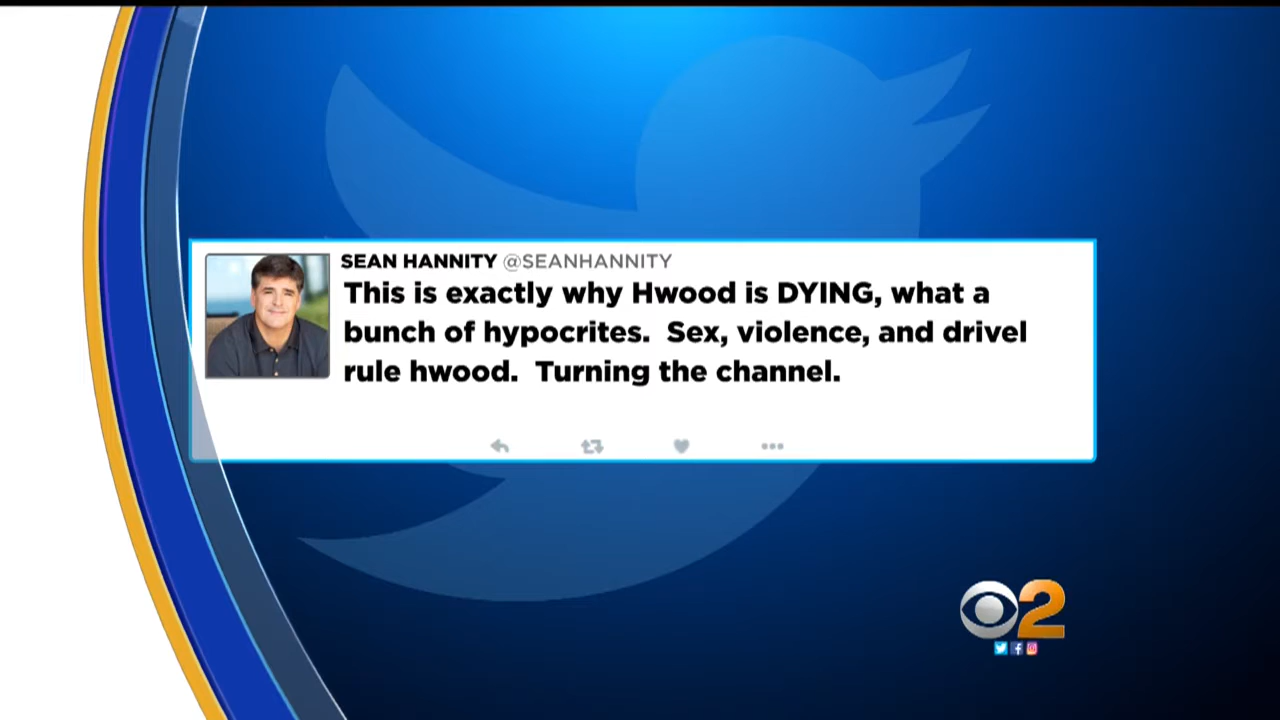 SEAN HANNITY @SEANHANNITY
This is exactly why Hwood is DYING, what a
bunch of hypocrites.  Sex, violence, and drivel
rule hwood.  Turning the channel.
2